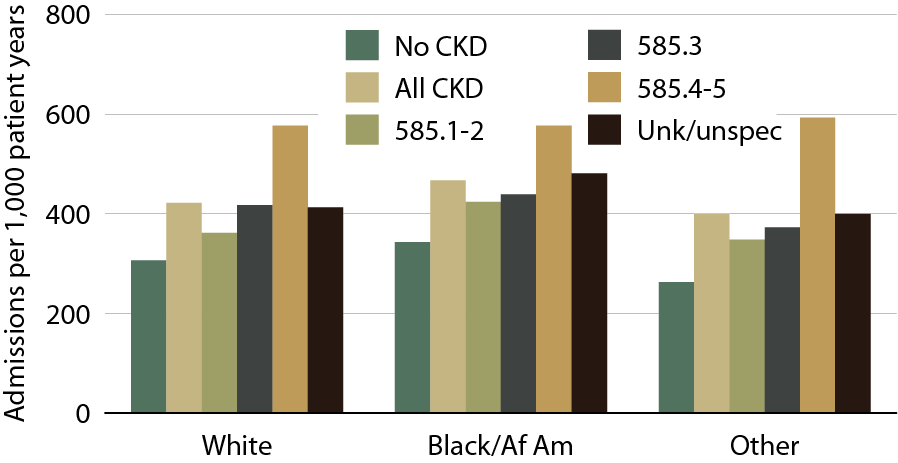 Admissions per 1,000 patient years
800
600
400
200
0
No CKD
All CKD
585.1-2
585.3
585.4-5
Unk/unspec
White
Black/Af Am
Other